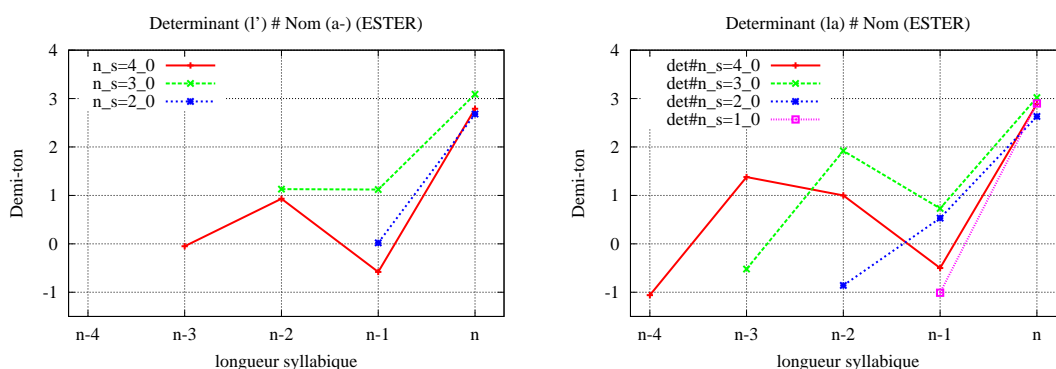 Determinant (l') # Nom (a-) (ESTER)
n_s=4_0
n_s=3_0
n_s=2_0
Demi-ton
4
3
2
1
0
-1
n-4 n-3 n-2 n-1 n
longueur syllabique
Determinant (la) # Nom (ESTER)
det#n_s=4_0
det#n_s=3_0
det#n_s=2_0
det#n_s=1_0
Demi-ton
4
3
2
1
0
-1
n-4 n-3 n-2 n-1 n
longueur syllabique